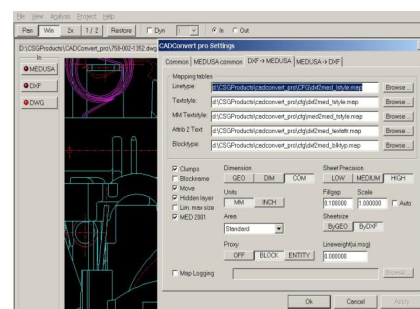 File View Analysis Project Help
Pan Win 2x 1/2 Restore Dyn 1 In Out
D:\CSGProducts\CADConvert_pro\759-002-1352.dwg
CADConvert pro Settings
In
MEDUSA
DXF
DWG
Common MEDUSA common DXF -> MEDUSA MEDUSA -> DXF
Mapping tables
Linetype: d:\CSGProducts\cadconvert_pro\CFG\dxf2med_lstyle.map Browse...
Textstyle: d:\CSGProducts\cadconvert_pro\cfg\dxf2med_tstyle.map Browse...
MM Textstyle: d:\CSGProducts\cadconvert_pro\cfg\med2med_tstyle.map Browse...
Attrib 2 Text d:\CSGProducts\cadconvert_pro\cfg\dxf2med_textattr.map Browse...
Blocktype: d:\CSGProducts\cadconvert_pro\cfg\dxf2med_blktyp.map Browse...
Clumps Dimension Sheet Precision
Blockname GEO DIM COM LOW MEDIUM HIGH
Move Units Fillgap Scale
Hidden layer MM INCH 0.100000 1.000000 Auto
Lim. max size Area Sheetsize
MED 2001 Standard ByGEO ByDXF
Proxy Lineweight(w.msg)
OFF BLOCK ENTITY 0.000000
Map Logging Browse...
Ok Cancel Apply